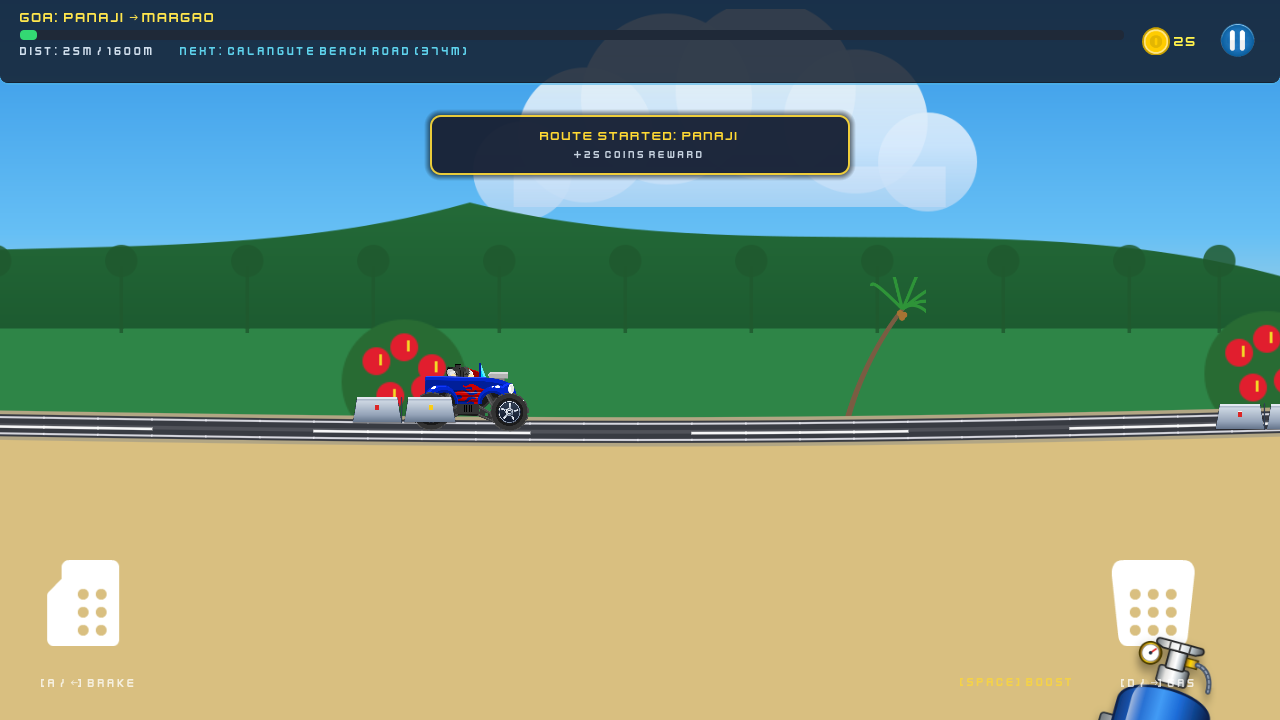 GOA: PANAJI → MARGAO
DIST: 25M / 1600M
NEXT: CALANGUTE BEACH ROAD (374M)
25
ROUTE STARTED: PANAJI
+25 COINS REWARD
[A / ←] BRAKE
[SPACE] BOOST
[D / →] GAS